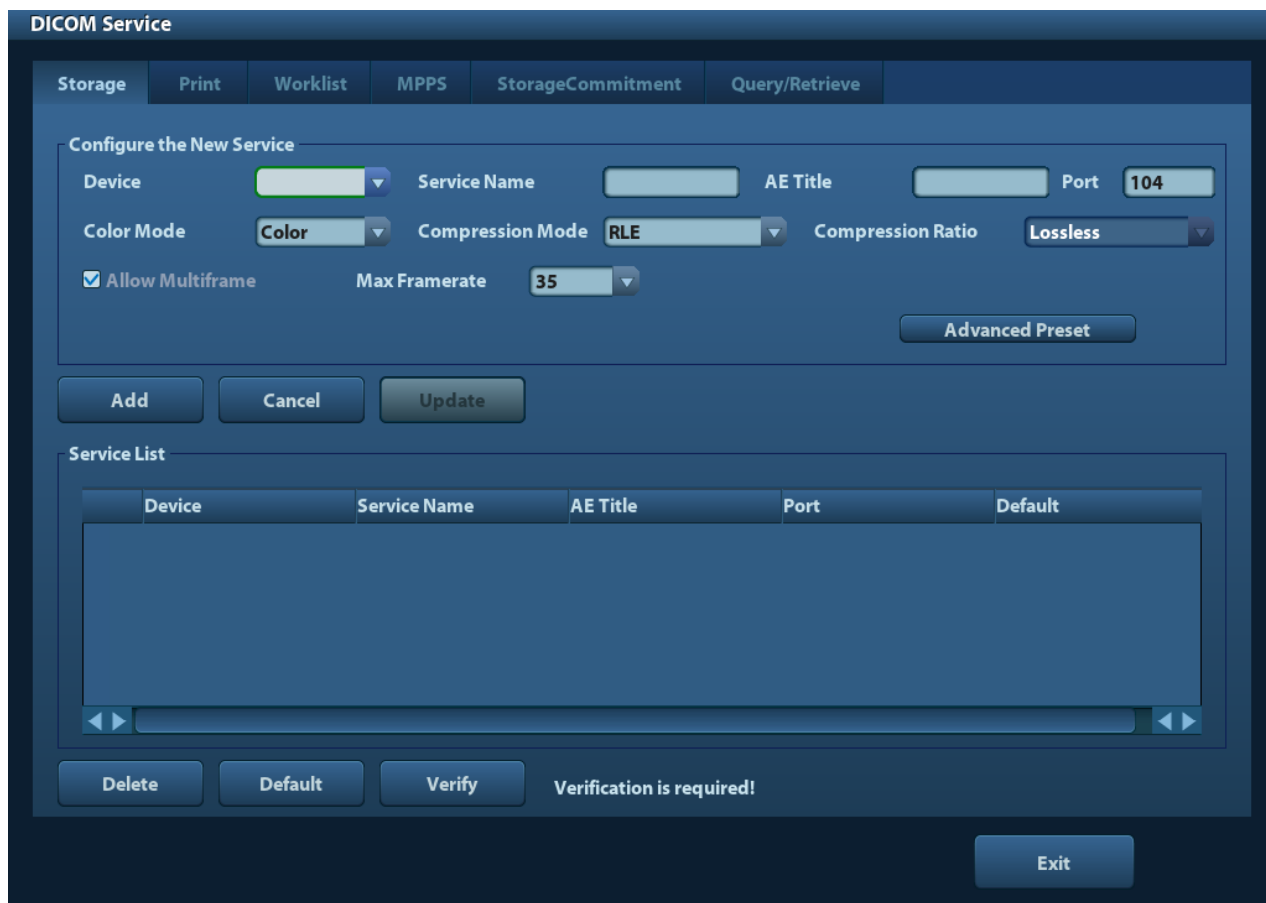 DICOM Service
Storage Print Worklist MPPS StorageCommitment Query/Retrieve
Configure the New Service
Device Service Name AE Title Port 104
Color Mode Color Compression Mode RLE Compression Ratio Lossless
Allow Multiframe Max Framerate 35
Advanced Preset
Add Cancel Update
Service List
Device Service Name AE Title Port Default
Delete Default Verify Verification is required!
Exit